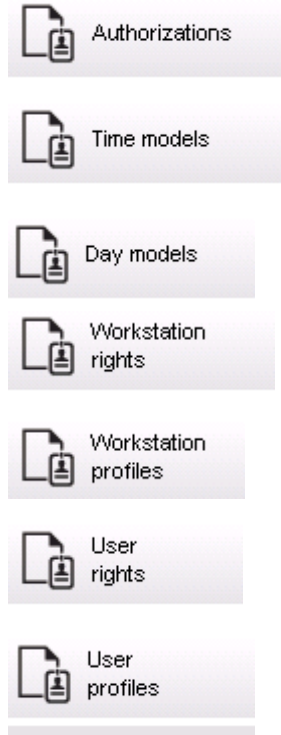 Authorizations
Time models
Day models
Workstation
rights
Workstation
profiles
User
rights
User
profiles